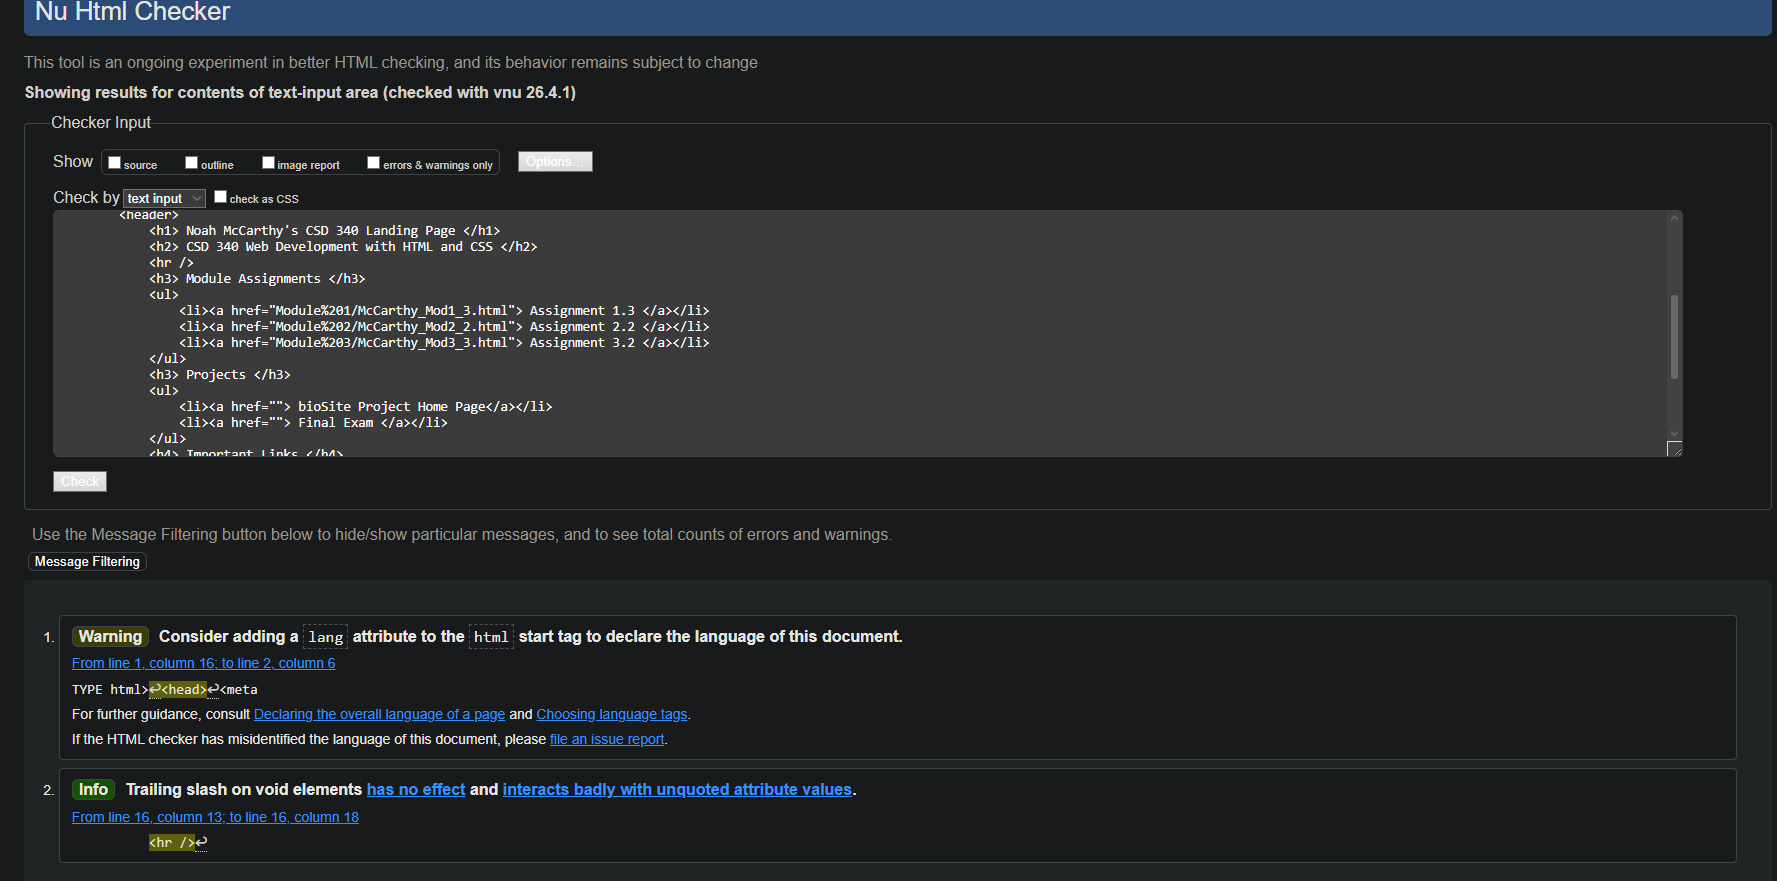 Nu Html Checker
This tool is an ongoing experiment in better HTML checking, and its behavior remains subject to change
Showing results for contents of text-input area (checked with vnu 26.4.1)
Checker Input
Show source outline image report errors & warnings only Options...
Check by text input check as CSS
<header>
<h1> Noah McCarthy's CSD 340 Landing Page </h1>
<h2> CSD 340 Web Development with HTML and CSS </h2>
<hr />
<h3> Module Assignments </h3>
<ul>
<li><a href="Module%201/McCarthy_Mod1_3.html"> Assignment 1.3 </a></li>
<li><a href="Module%202/McCarthy_Mod2_2.html"> Assignment 2.2 </a></li>
<li><a href="Module%203/McCarthy_Mod3_3.html"> Assignment 3.2 </a></li>
</ul>
<h3> Projects </h3>
<ul>
<li><a href=""> bioSite Project Home Page</a></li>
<li><a href=""> Final Exam </a></li>
</ul>
<h4> Important Links </h4>
Check
Use the Message Filtering button below to hide/show particular messages, and to see total counts of errors and warnings.
Message Filtering
1. Warning Consider adding a lang attribute to the html start tag to declare the language of this document.
From line 1, column 16; to line 2, column 6
TYPE html>↩<head>↩<meta
For further guidance, consult Declaring the overall language of a page and Choosing language tags.
If the HTML checker has misidentified the language of this document, please file an issue report.
2. Info Trailing slash on void elements has no effect and interacts badly with unquoted attribute values.
From line 16, column 13; to line 16, column 18
<hr />↩